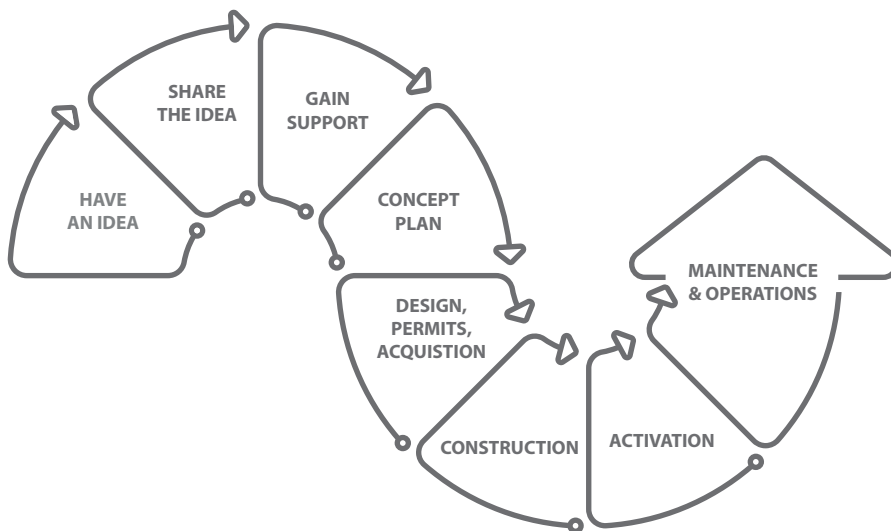 HAVE
AN IDEA
SHARE
THE IDEA
GAIN
SUPPORT
CONCEPT
PLAN
DESIGN,
PERMITS,
ACQUISTION
CONSTRUCTION
ACTIVATION
MAINTENANCE
& OPERATIONS